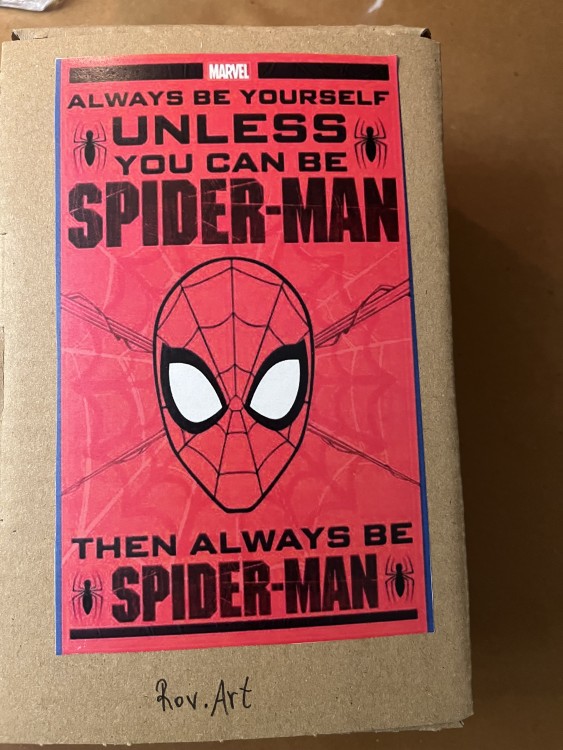 MARVEL
ALWAYS BE YOURSELF
UNLESS
YOU CAN BE
SPIDER-MAN
THEN ALWAYS BE
SPIDER-MAN
Rov.Art